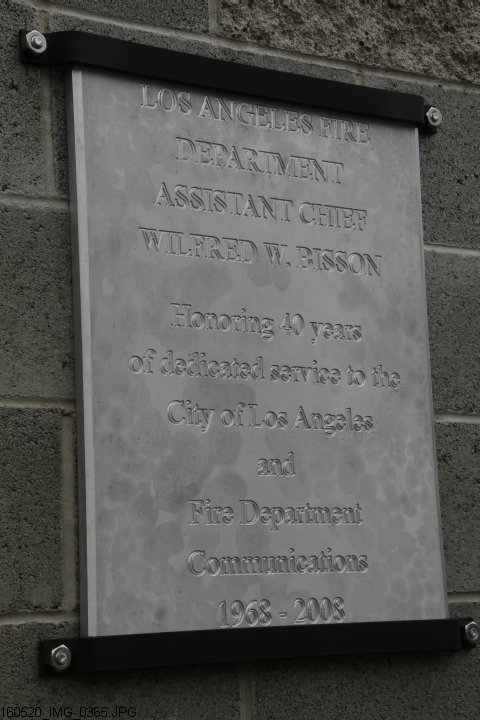 LOS ANGELES FIRE
DEPARTMENT
ASSISTANT CHIEF
WILFRED W. BISSON
Honoring 40 years
of dedicated service to the
City of Los Angeles
and
Fire Department
Communications
1968 - 2008
160520_IMG_0365.JPG